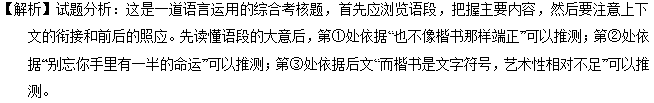 【解析】试题分析：这是一道语言运用的综合考核题，首先应浏览语段，把握主要内容，然后要注意上下
文的衔接和前后的照应。先读懂语段的大意后，第①处依据“也不像楷书那样端正”可以推测；第②处依
据“别忘你手里有一半的命运”可以推测；第③处依据后文“而楷书是文字符号，艺术性相对不足”可以推
测。